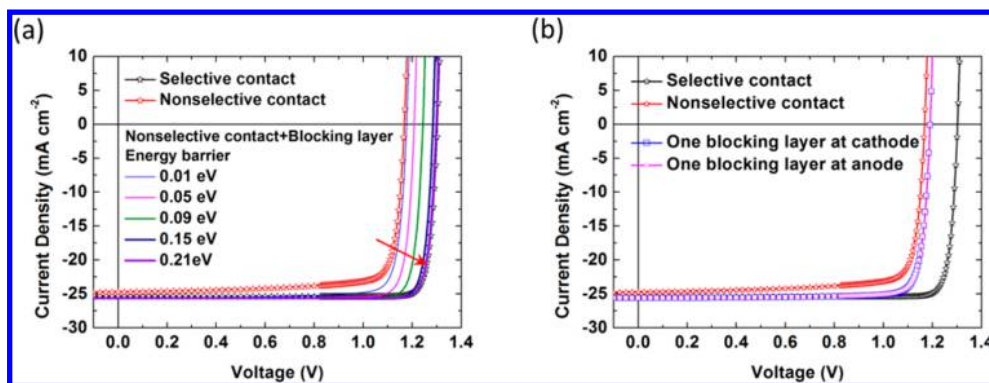 (a)
10
5
0
-5
-10
-15
-20
-25
-30
Current Density (mA cm-2)
Selective contact
Nonselective contact
Nonselective contact+Blocking layer
Energy barrier
0.01 eV
0.05 eV
0.09 eV
0.15 eV
0.21eV
0.0 0.2 0.4 0.6 0.8 1.0 1.2 1.4
Voltage (V)
(b)
10
5
0
-5
-10
-15
-20
-25
-30
Current Density (mA cm-2)
Selective contact
Nonselective contact
One blocking layer at cathode
One blocking layer at anode
0.0 0.2 0.4 0.6 0.8 1.0 1.2 1.4
Voltage (V)